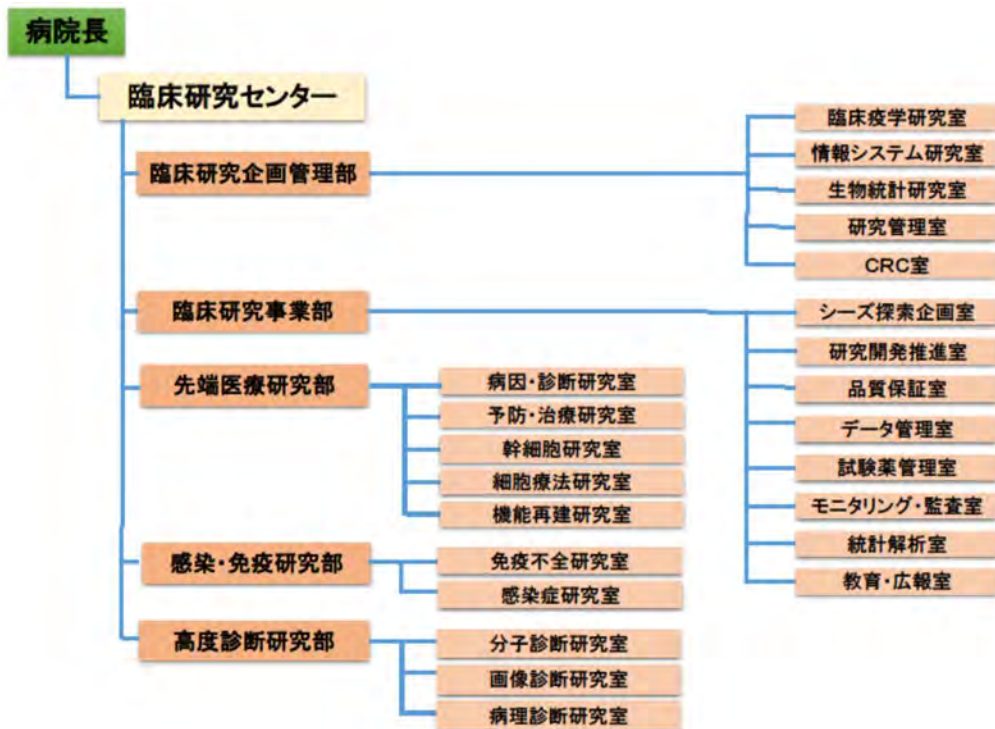 病院長
臨床研究センター
臨床研究企画管理部
臨床疫学研究室
情報システム研究室
生物統計研究室
研究管理室
CRC室
臨床研究事業部
シーズ探索企画室
研究開発推進室
品質保証室
データ管理室
試験薬管理室
モニタリング・監査室
統計解析室
教育・広報室
先端医療研究部
病因・診断研究室
予防・治療研究室
幹細胞研究室
細胞療法研究室
機能再建研究室
感染・免疫研究部
免疫不全研究室
感染症研究室
高度診断研究部
分子診断研究室
画像診断研究室
病理診断研究室